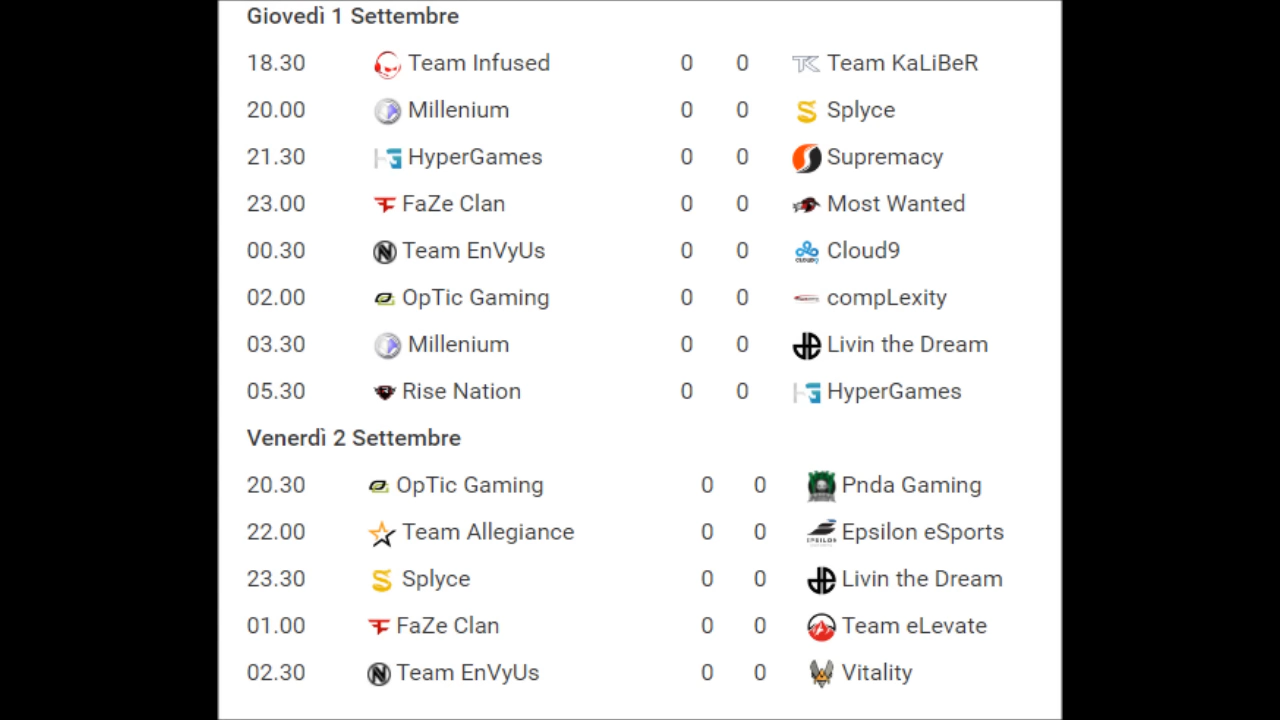 Giovedì 1 Settembre
18.30 Team Infused 0 0 Team KaLiBeR
20.00 Millenium 0 0 Splyce
21.30 HyperGames 0 0 Supremacy
23.00 FaZe Clan 0 0 Most Wanted
00.30 Team EnVyUs 0 0 Cloud9
02.00 OpTic Gaming 0 0 compLexity
03.30 Millenium 0 0 Livin the Dream
05.30 Rise Nation 0 0 HyperGames
Venerdì 2 Settembre
20.30 OpTic Gaming 0 0 Pnda Gaming
22.00 Team Allegiance 0 0 Epsilon eSports
23.30 Splyce 0 0 Livin the Dream
01.00 FaZe Clan 0 0 Team eLevate
02.30 Team EnVyUs 0 0 Vitality